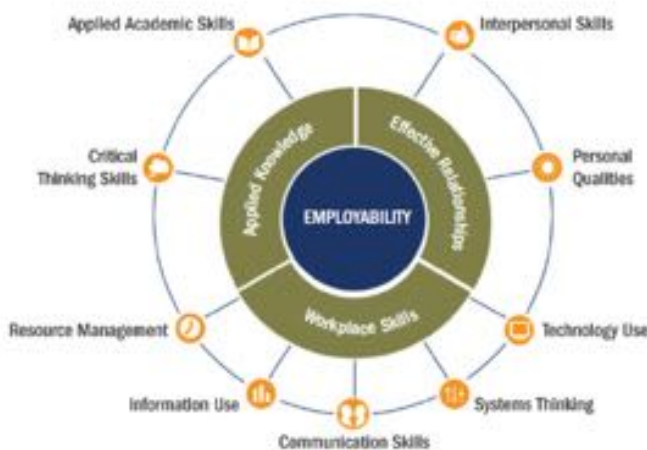 Applied Academic Skills
Interpersonal Skills
Applied Knowledge
Effective Relationships
Critical
Thinking Skills
Personal
Qualities
EMPLOYABILITY
Workplace Skills
Resource Management
Technology Use
Information Use
Systems Thinking
Communication Skills